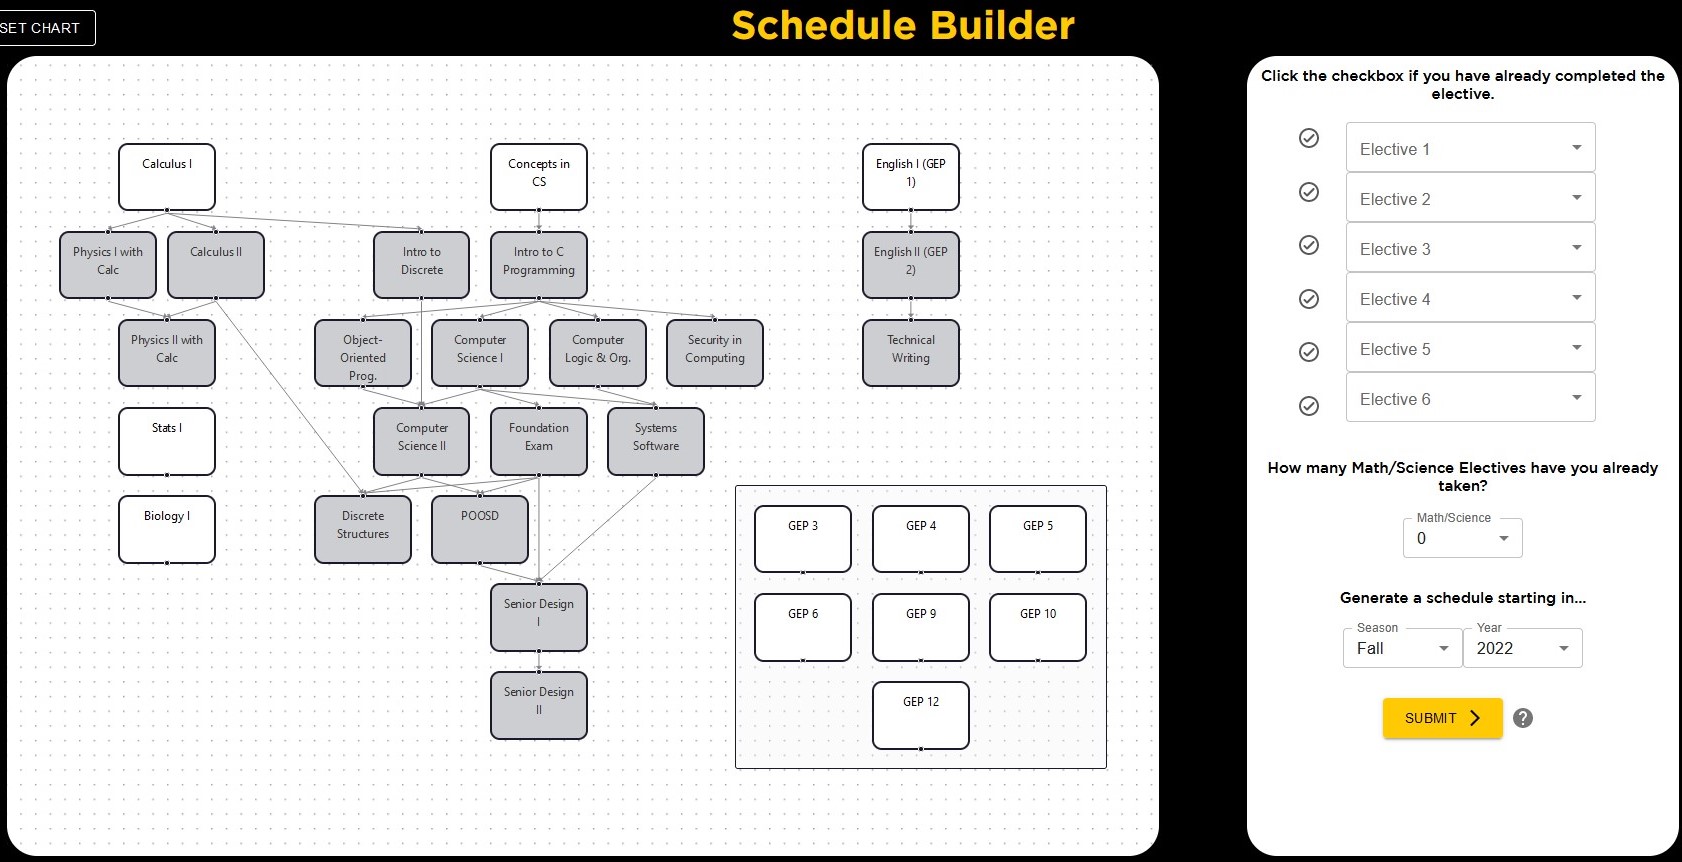 SET CHART
Schedule Builder
Calculus I
Concepts in
CS
English I (GEP
1)
Physics I with
Calc
Calculus II
Intro to
Discrete
Intro to C
Programming
English II (GEP
2)
Physics II with
Calc
Object-
Oriented
Prog.
Computer
Science I
Computer
Logic & Org.
Security in
Computing
Technical
Writing
Stats I
Computer
Science II
Foundation
Exam
Systems
Software
Biology I
Discrete
Structures
POOSD
GEP 3
GEP 4
GEP 5
Senior Design
I
GEP 6
GEP 9
GEP 10
Senior Design
II
GEP 12
Click the checkbox if you have already completed the
elective.
Elective 1
Elective 2
Elective 3
Elective 4
Elective 5
Elective 6
How many Math/Science Electives have you already
taken?
Math/Science
0
Generate a schedule starting in...
Season
Fall
Year
2022
SUBMIT
?